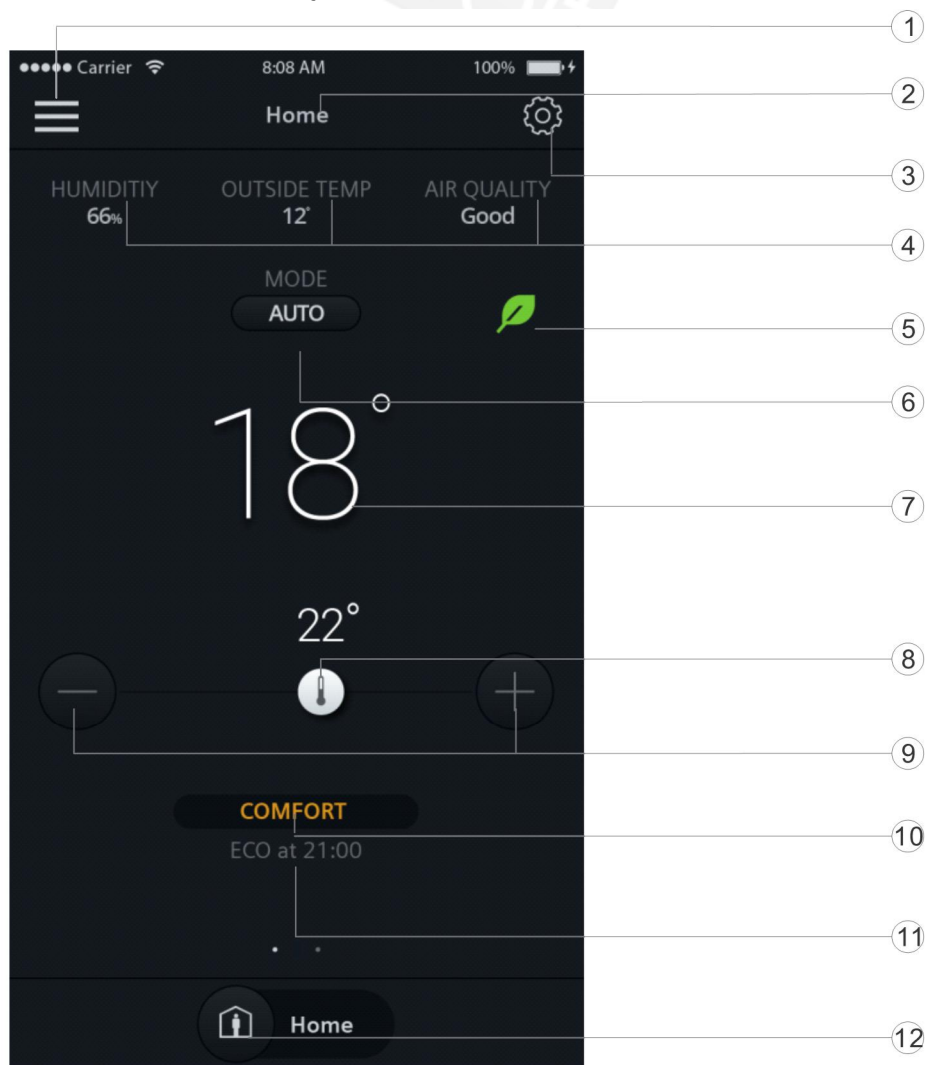 1
Carrier 8:08 AM 100%
Home
2
3
HUMIDITIY OUTSIDE TEMP AIR QUALITY
66% 12° Good
4
MODE
AUTO
5
6
18°
7
22°
8
9
COMFORT
10
ECO at 21:00
11
Home
12